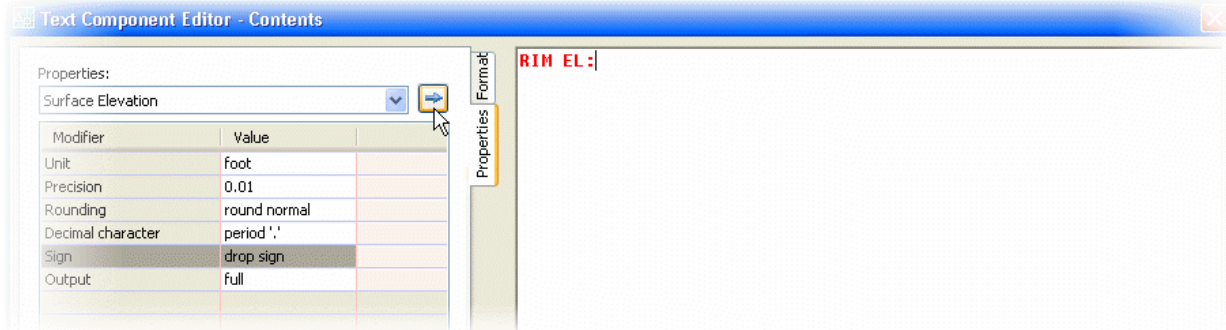 Text Component Editor - Contents
Properties:
Surface Elevation
Modifier Value
Unit foot
Precision 0.01
Rounding round normal
Decimal character period '.'
Sign drop sign
Output full
Format
Properties
RIM EL: